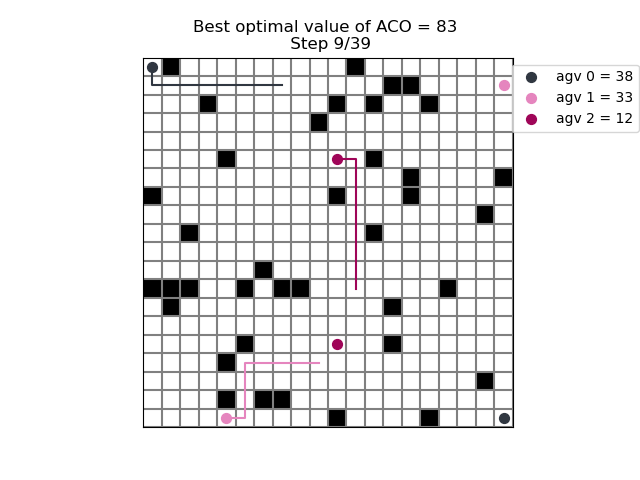 Best optimal value of ACO = 83
Step 9/39
agv 0 = 38
agv 1 = 33
agv 2 = 12